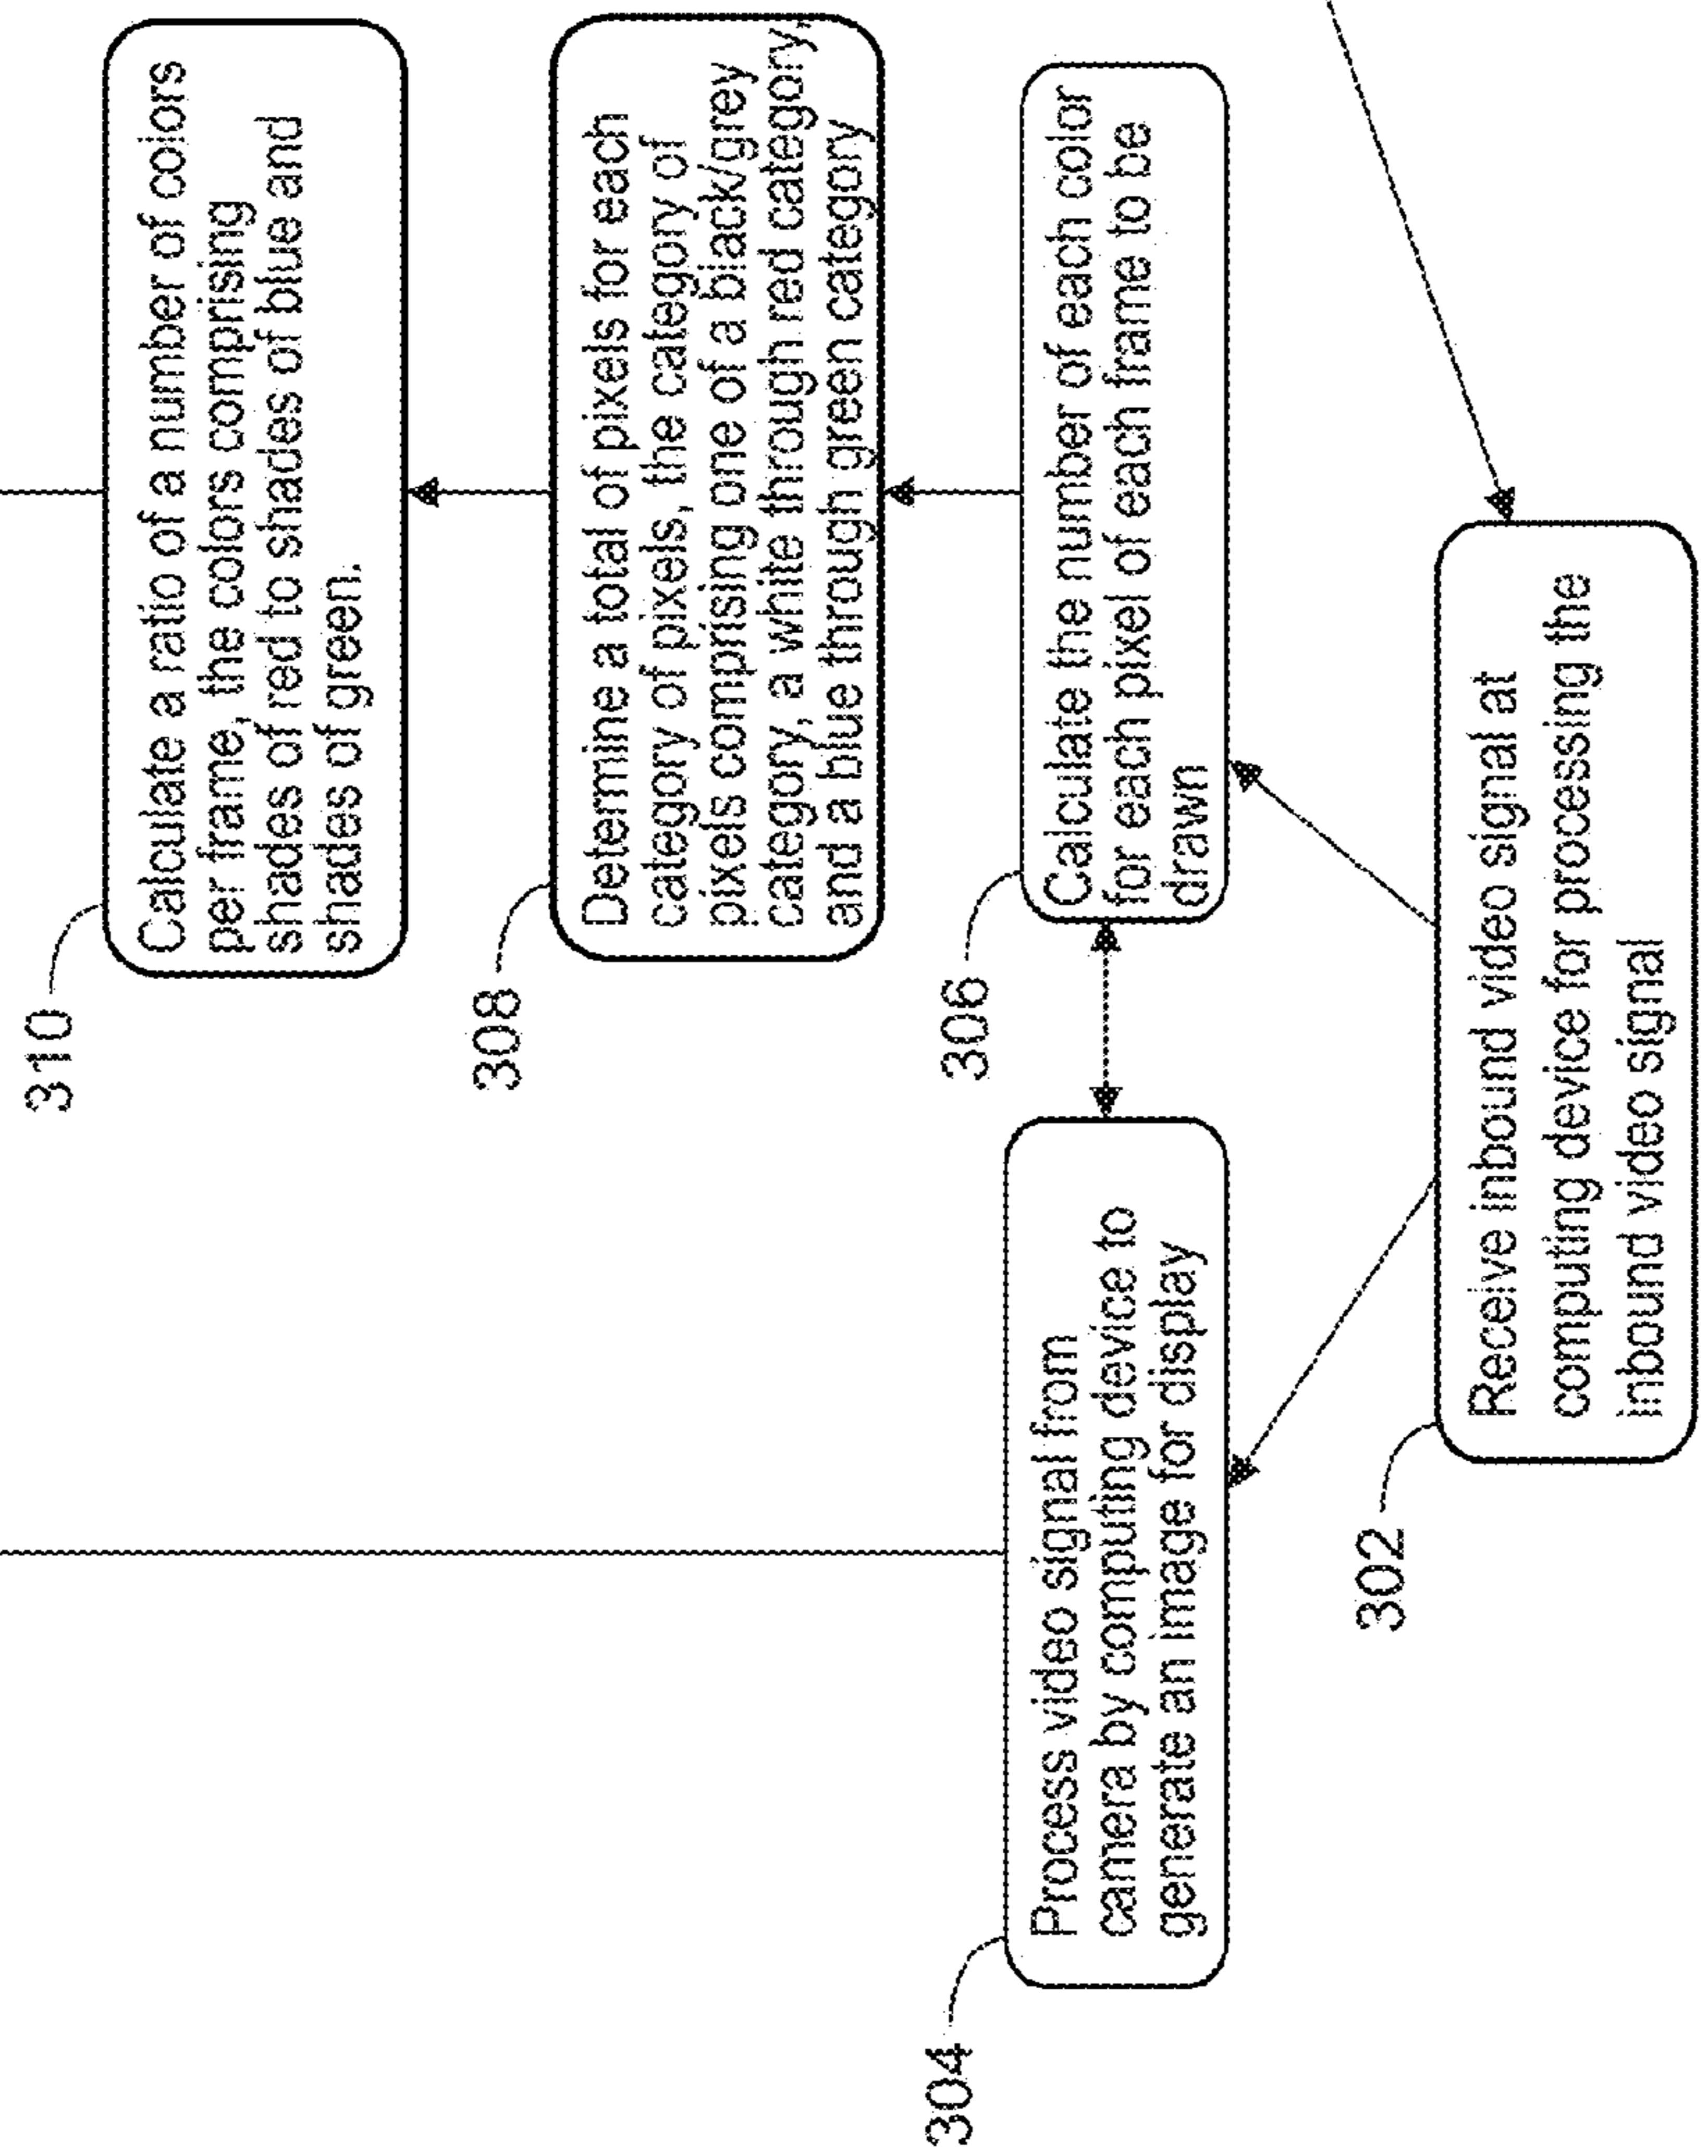 310
Calculate a ratio of a number of colors
per frame, the colors comprising
shades of red to shades of blue and
shades of green.
308
Determine a total of pixels for each
category of pixels, the category of
pixels comprising one of a black/grey
category, a white through red category,
and a blue through green category
306
Calculate the number of each color
for each pixel of each frame to be
drawn
304
Process video signal from
camera by computing device to
generate an image for display
302
Receive inbound video signal at
computing device for processing the
inbound video signal